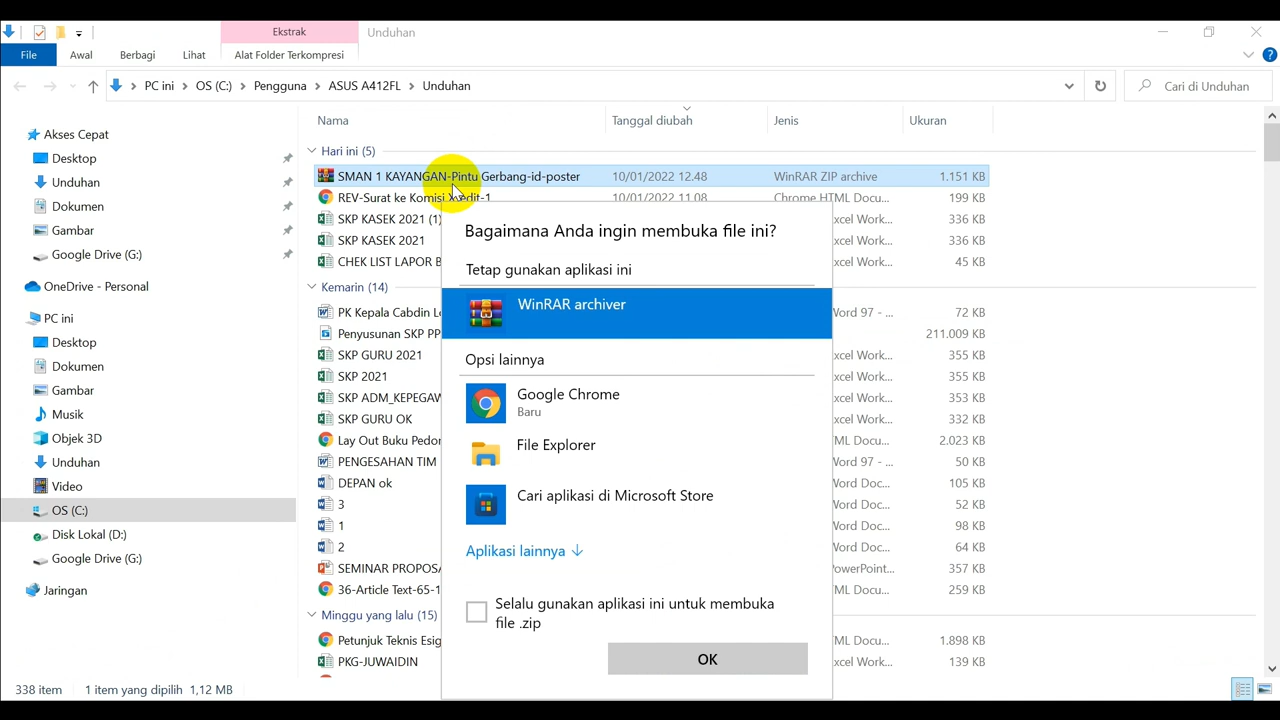 Ekstrak
Unduhan
File
Awal
Berbagi
Lihat
Alat Folder Terkompresi
PC ini
OS (C:)
Pengguna
ASUS A412FL
Unduhan
Cari di Unduhan
Akses Cepat
Desktop
Unduhan
Dokumen
Gambar
Google Drive (G:)
OneDrive - Personal
PC ini
Desktop
Dokumen
Gambar
Musik
Objek 3D
Unduhan
Video
OS (C:)
Disk Lokal (D:)
Google Drive (G:)
Jaringan
Nama
Tanggal diubah
Jenis
Ukuran
Hari ini (5)
SMAN 1 KAYANGAN-Pintu Gerbang-id-poster 10/01/2022 12.48 WinRAR ZIP archive 1.151 KB
REV-Surat ke Komisi 10/01/2022 11.08 Chrome HTML Docu... 199 KB
SKP KASEK 2021 (1) xcel Work... 336 KB
SKP KASEK 2021 xcel Work... 336 KB
CHEK LIST LAPOR B xcel Work... 45 KB
Kemarin (14)
PK Kepala Cabdin Lo Vord 97 - ... 72 KB
Penyusunan SKP PP 211.009 KB
SKP GURU 2021 xcel Work... 355 KB
SKP 2021 xcel Work... 355 KB
SKP ADM_KEPEGAW xcel Work... 353 KB
SKP GURU OK xcel Work... 332 KB
Lay Out Buku Pedor ML Docu... 2.023 KB
PENGESAHAN TIM Vord 97 - ... 50 KB
DEPAN ok Vord Doc... 105 KB
3 Vord Doc... 52 KB
1 Vord Doc... 98 KB
2 Vord Doc... 64 KB
SEMINAR PROPOSA owerPoint... 357 KB
36-Article Text-65-1 ML Docu... 259 KB
Minggu yang lalu (15)
Petunjuk Teknis Esig ML Docu... 1.898 KB
PKG-JUWAIDIN xcel Work... 139 KB
Bagaimana Anda ingin membuka file ini?
Tetap gunakan aplikasi ini
WinRAR archiver
Opsi lainnya
Google Chrome
Baru
File Explorer
Cari aplikasi di Microsoft Store
Aplikasi lainnya
Selalu gunakan aplikasi ini untuk membuka
file .zip
OK
338 item
1 item yang dipilih 1,12 MB